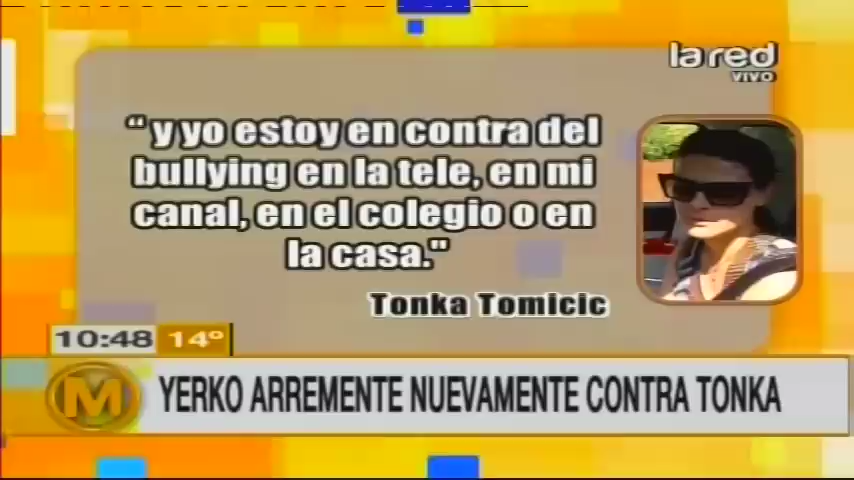 la red
VIVO
“ y yo estoy en contra del
bullying en la tele, en mi
canal, en el colegio o en
la casa."
Tonka Tomicic
10:48 14°
M YERKO ARREMENTE NUEVAMENTE CONTRA TONKA